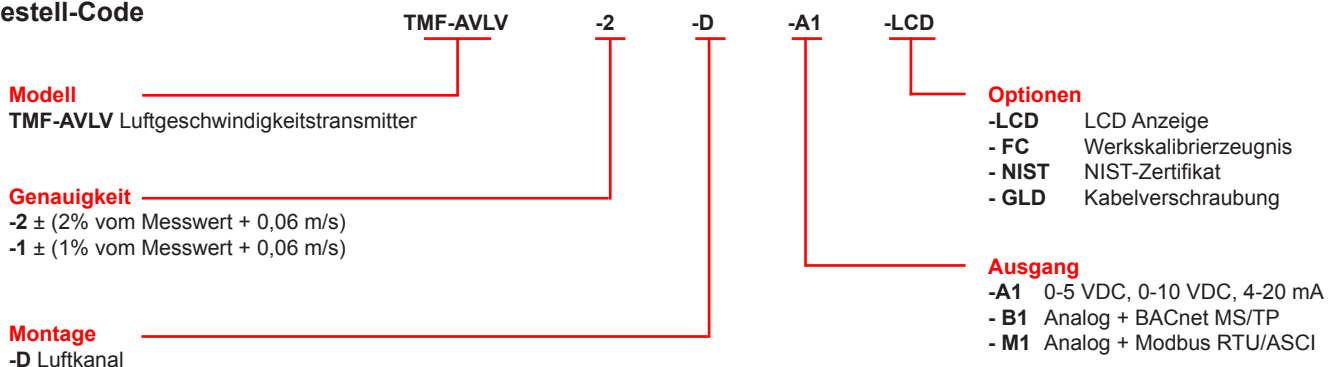 estell-Code
TMF-AVLV -2 -D -A1 -LCD
Modell
TMF-AVLV Luftgeschwindigkeitstransmitter
Genauigkeit
-2 ± (2% vom Messwert + 0,06 m/s)
-1 ± (1% vom Messwert + 0,06 m/s)
Montage
-D Luftkanal
Optionen
-LCD LCD Anzeige
- FC Werkskalibrierzeugnis
- NIST NIST-Zertifikat
- GLD Kabelverschraubung
Ausgang
-A1 0-5 VDC, 0-10 VDC, 4-20 mA
- B1 Analog + BACnet MS/TP
- M1 Analog + Modbus RTU/ASCI